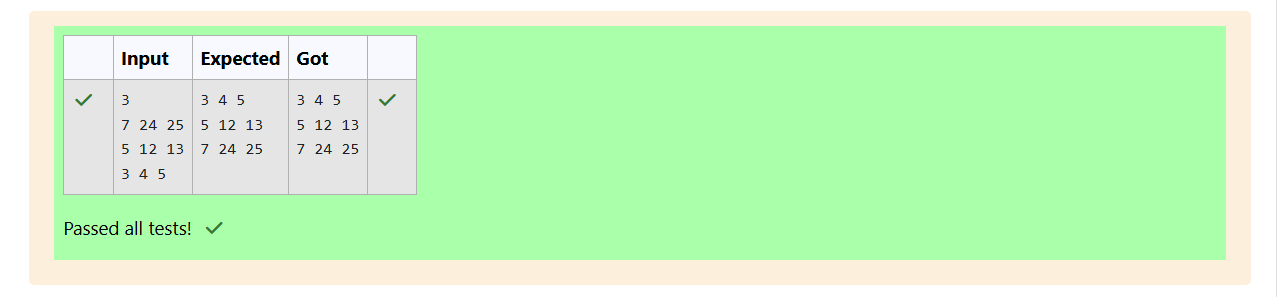 Input Expected Got
3 3 4 5 3 4 5
7 24 25 5 12 13 5 12 13
5 12 13 7 24 25 7 24 25
3 4 5
Passed all tests!